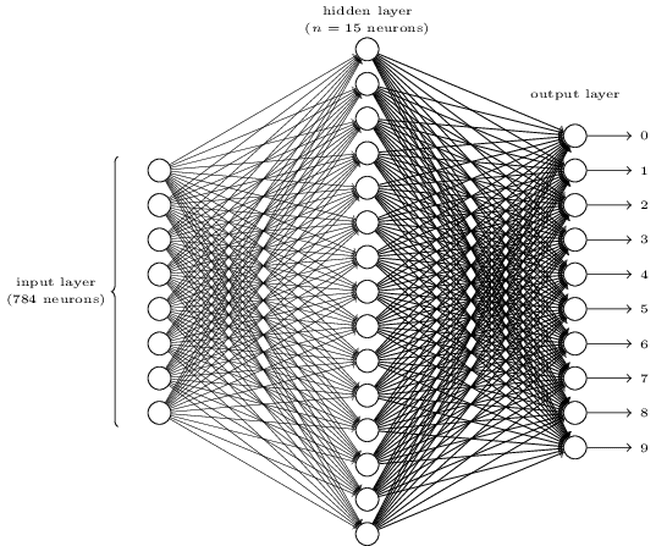 hidden layer
(n = 15 neurons)
output layer
0
1
2
3
4
5
6
7
8
9
input layer
(784 neurons)